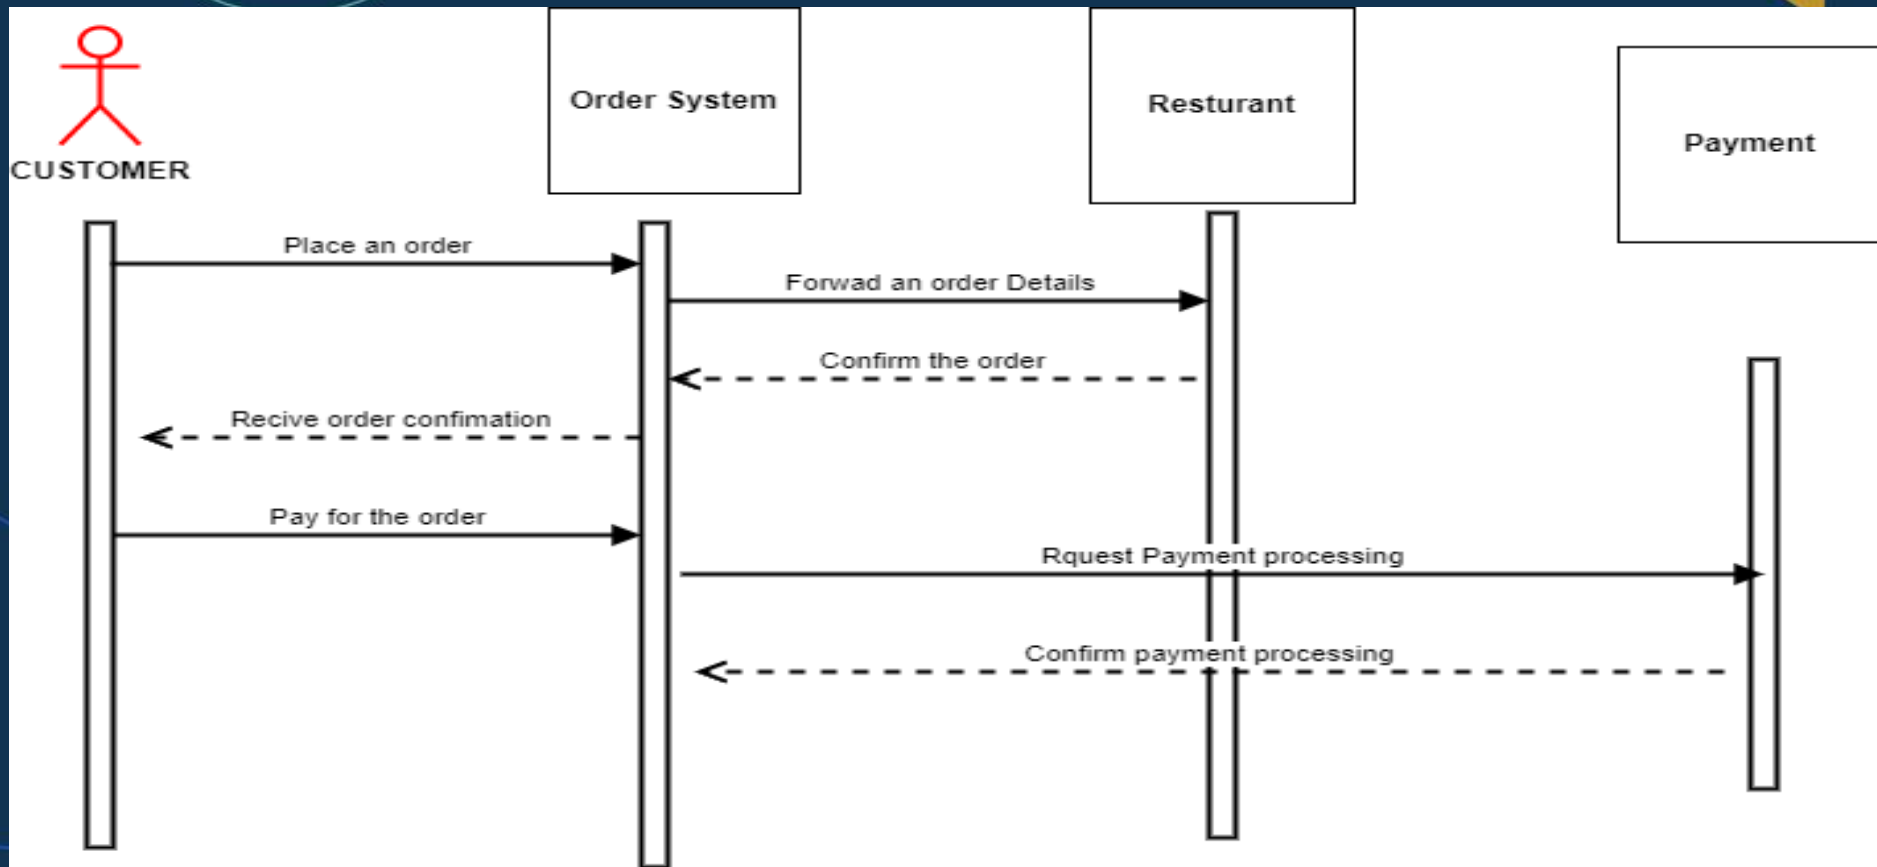 Order System
Resturant
Payment
CUSTOMER
Place an order
Forwad an order Details
Confirm the order
Recive order confimation
Pay for the order
Rquest Payment processing
Confirm payment processing